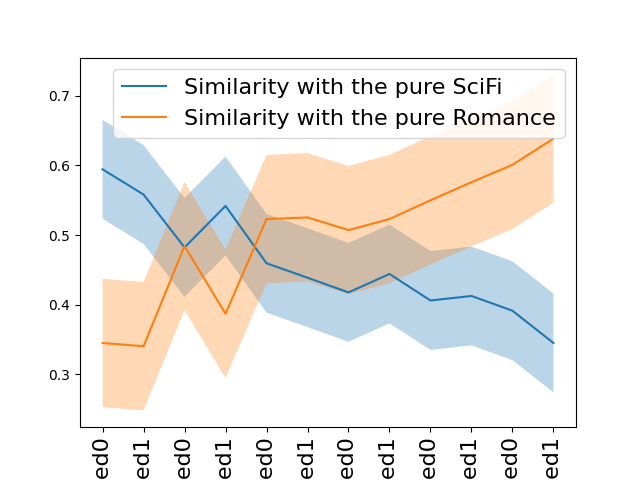 Similarity with the pure SciFi
Similarity with the pure Romance
0.7
0.6
0.5
0.4
0.3
ed0
ed1
ed0
ed1
ed0
ed1
ed0
ed1
ed0
ed1
ed0
ed1